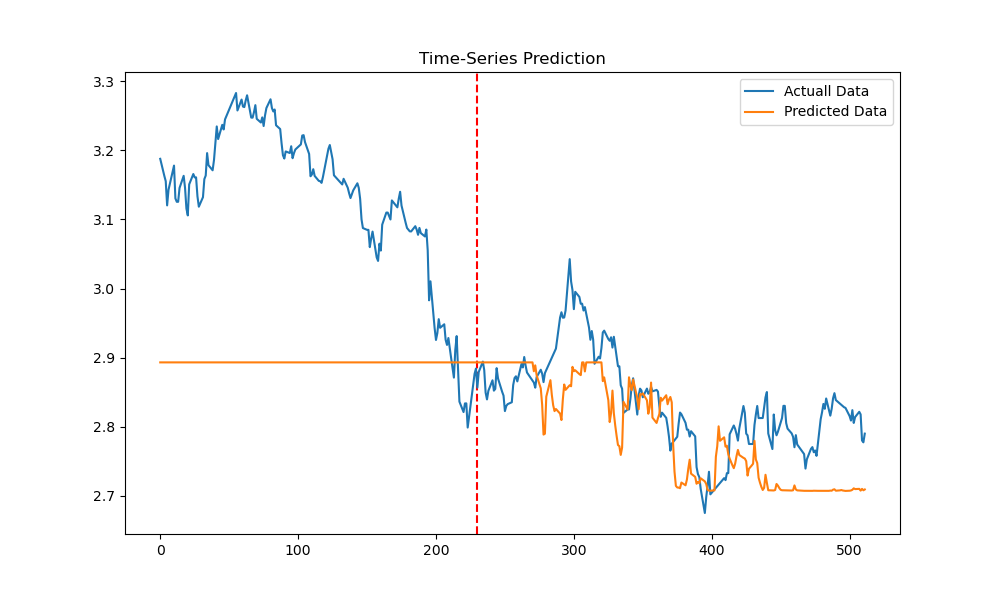 Time-Series Prediction
Actuall Data
Predicted Data
3.3
3.2
3.1
3.0
2.9
2.8
2.7
0 100 200 300 400 500